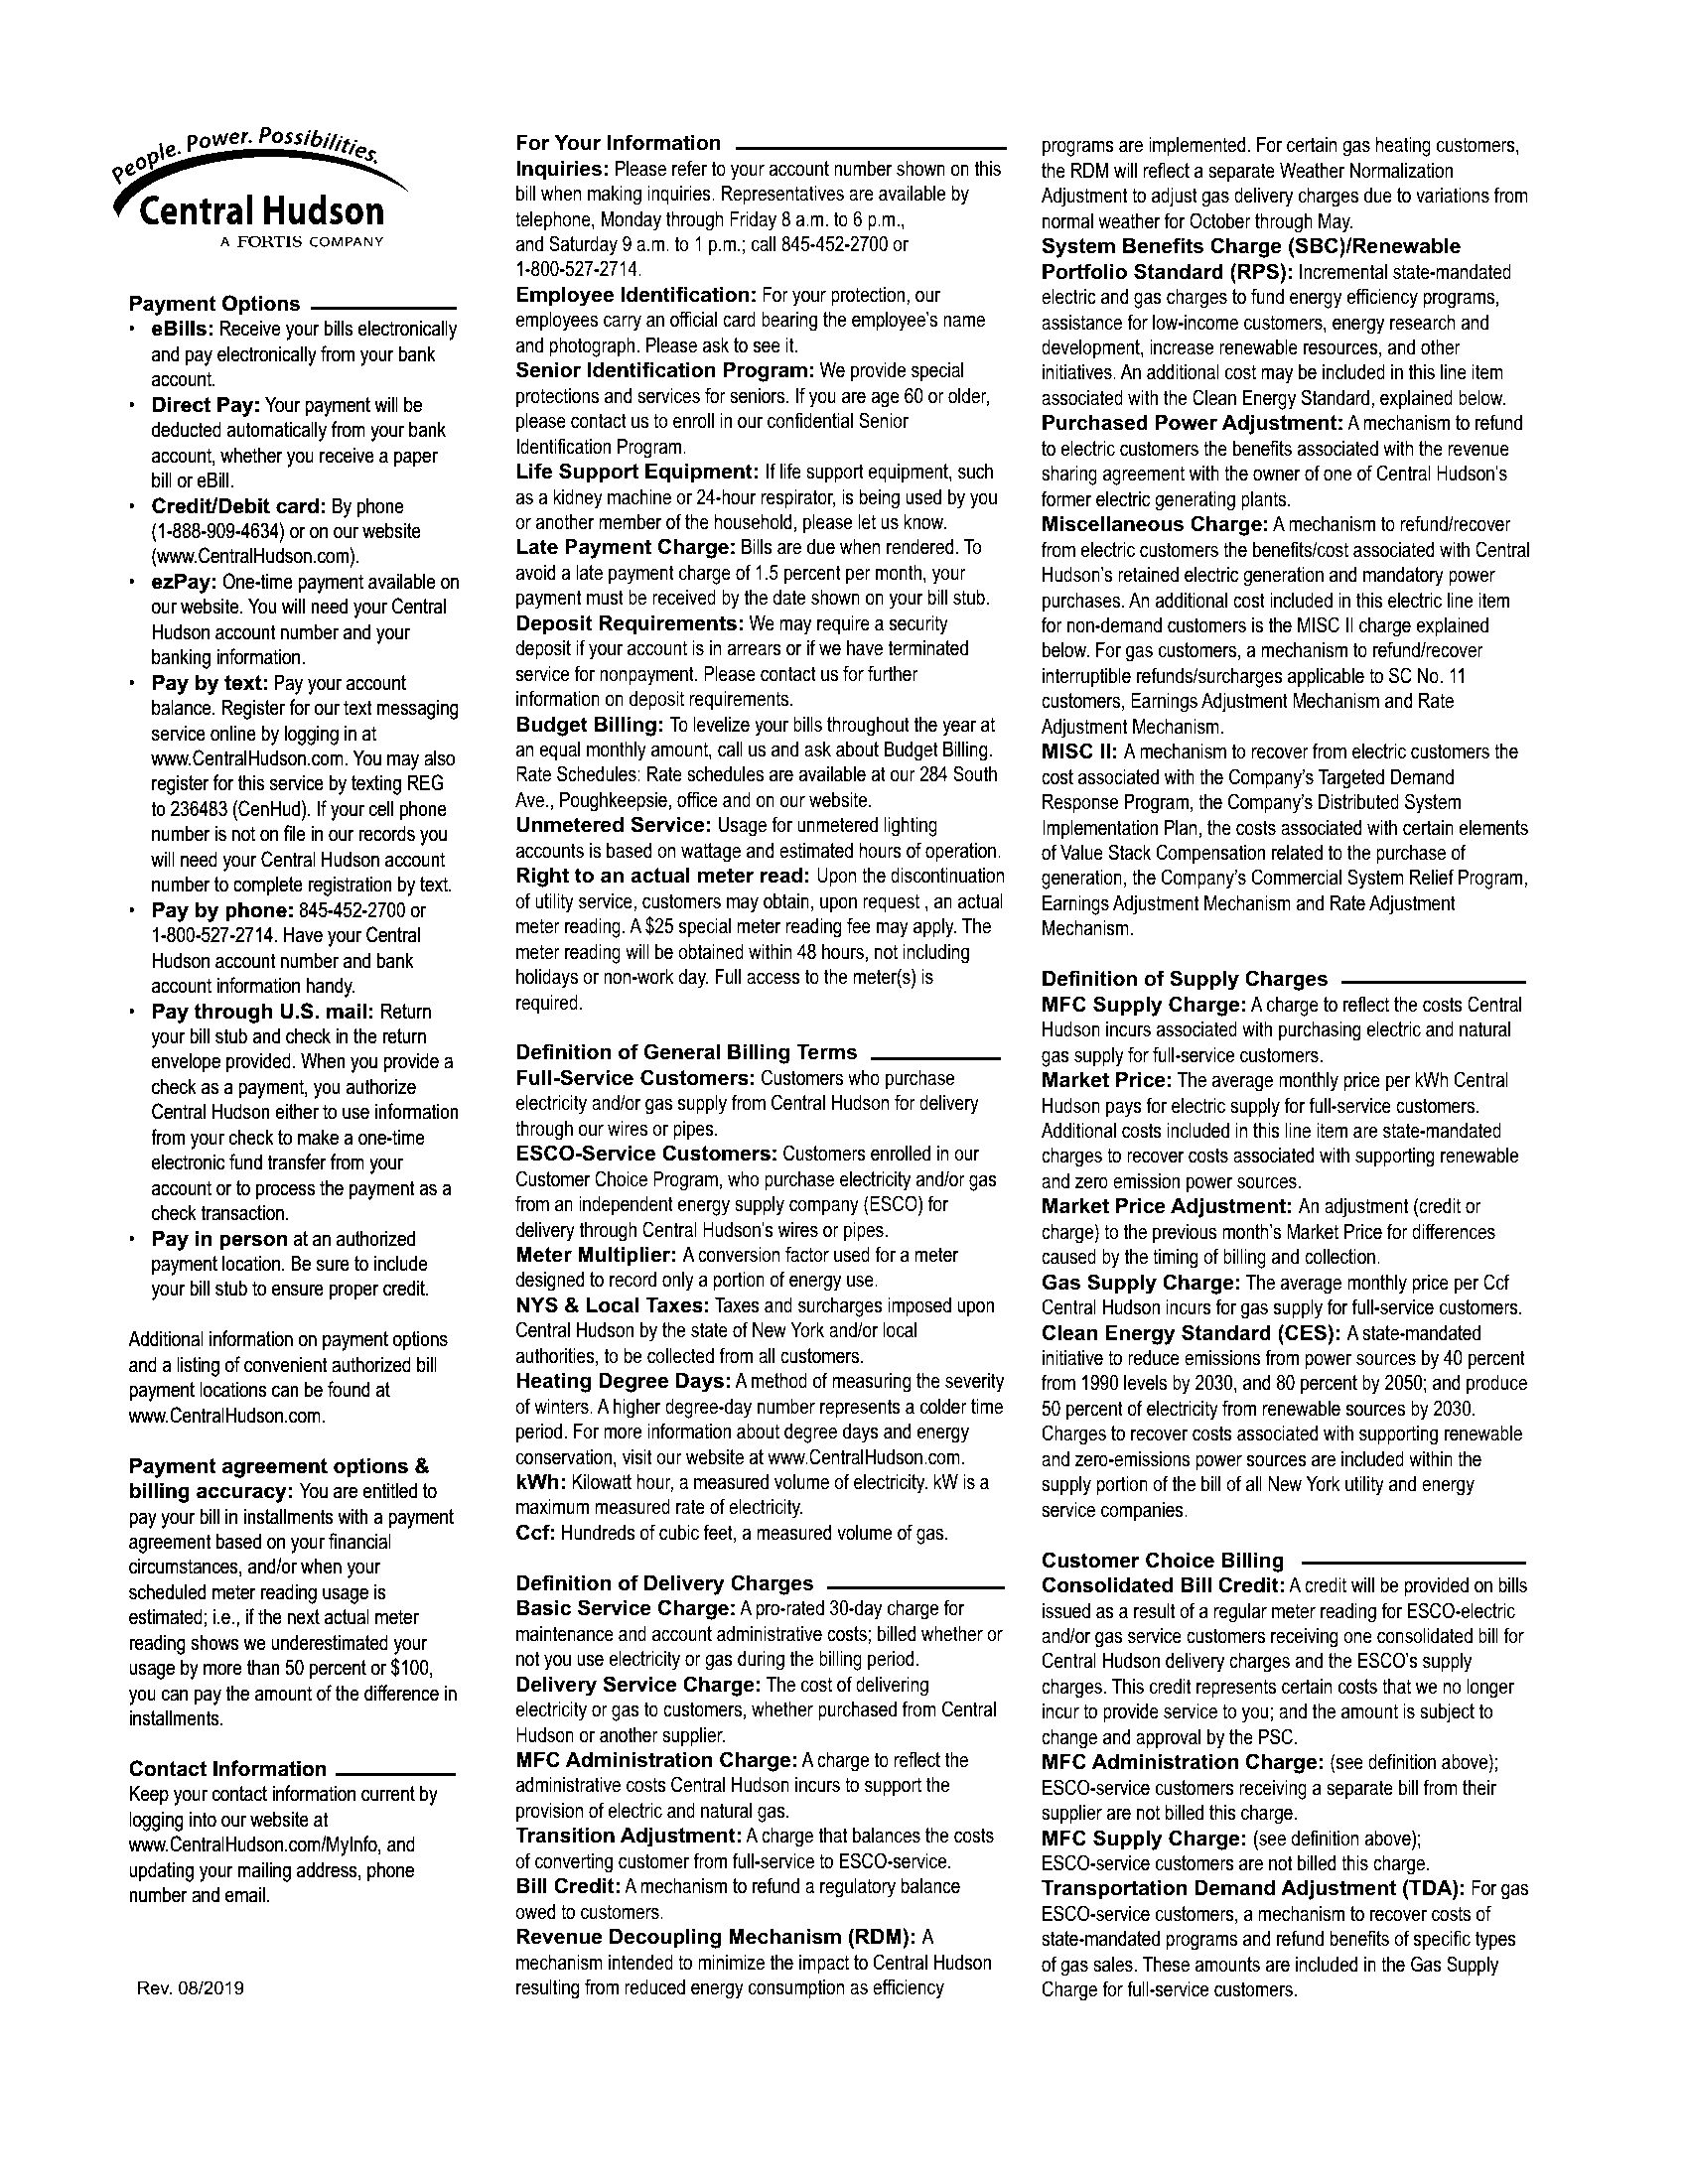 People. Power. Possibilities.
Central Hudson
A FORTIS COMPANY
Payment Options
• eBills: Receive your bills electronically
and pay electronically from your bank
account.
• Direct Pay: Your payment will be
deducted automatically from your bank
account, whether you receive a paper
bill or eBill.
• Credit/Debit card: By phone
(1-888-909-4634) or on our website
(www.CentralHudson.com).
• ezPay: One-time payment available on
our website. You will need your Central
Hudson account number and your
banking information.
• Pay by text: Pay your account
balance. Register for our text messaging
service online by logging in at
www.CentralHudson.com. You may also
register for this service by texting REG
to 236483 (CenHud). If your cell phone
number is not on file in our records you
will need your Central Hudson account
number to complete registration by text.
• Pay by phone: 845-452-2700 or
1-800-527-2714. Have your Central
Hudson account number and bank
account information handy.
• Pay through U.S. mail: Return
your bill stub and check in the return
envelope provided. When you provide a
check as a payment, you authorize
Central Hudson either to use information
from your check to make a one-time
electronic fund transfer from your
account or to process the payment as a
check transaction.
• Pay in person at an authorized
payment location. Be sure to include
your bill stub to ensure proper credit.
Additional information on payment options
and a listing of convenient authorized bill
payment locations can be found at
www.CentralHudson.com.
Payment agreement options &
billing accuracy: You are entitled to
pay your bill in installments with a payment
agreement based on your financial
circumstances, and/or when your
scheduled meter reading usage is
estimated; i.e., if the next actual meter
reading shows we underestimated your
usage by more than 50 percent or $100,
you can pay the amount of the difference in
installments.
Contact Information
Keep your contact information current by
logging into our website at
www.CentralHudson.com/MyInfo, and
updating your mailing address, phone
number and email.
Rev. 08/2019
For Your Information
Inquiries: Please refer to your account number shown on this
bill when making inquiries. Representatives are available by
telephone, Monday through Friday 8 a.m. to 6 p.m.,
and Saturday 9 a.m. to 1 p.m.; call 845-452-2700 or
1-800-527-2714.
Employee Identification: For your protection, our
employees carry an official card bearing the employee's name
and photograph. Please ask to see it.
Senior Identification Program: We provide special
protections and services for seniors. If you are age 60 or older,
please contact us to enroll in our confidential Senior
Identification Program.
Life Support Equipment: If life support equipment, such
as a kidney machine or 24-hour respirator, is being used by you
or another member of the household, please let us know.
Late Payment Charge: Bills are due when rendered. To
avoid a late payment charge of 1.5 percent per month, your
payment must be received by the date shown on your bill stub.
Deposit Requirements: We may require a security
deposit if your account is in arrears or if we have terminated
service for nonpayment. Please contact us for further
information on deposit requirements.
Budget Billing: To levelize your bills throughout the year at
an equal monthly amount, call us and ask about Budget Billing.
Rate Schedules: Rate schedules are available at our 284 South
Ave., Poughkeepsie, office and on our website.
Unmetered Service: Usage for unmetered lighting
accounts is based on wattage and estimated hours of operation.
Right to an actual meter read: Upon the discontinuation
of utility service, customers may obtain, upon request , an actual
meter reading. A $25 special meter reading fee may apply. The
meter reading will be obtained within 48 hours, not including
holidays or non-work day. Full access to the meter(s) is
required.
Definition of General Billing Terms
Full-Service Customers: Customers who purchase
electricity and/or gas supply from Central Hudson for delivery
through our wires or pipes.
ESCO-Service Customers: Customers enrolled in our
Customer Choice Program, who purchase electricity and/or gas
from an independent energy supply company (ESCO) for
delivery through Central Hudson's wires or pipes.
Meter Multiplier: A conversion factor used for a meter
designed to record only a portion of energy use.
NYS & Local Taxes: Taxes and surcharges imposed upon
Central Hudson by the state of New York and/or local
authorities, to be collected from all customers.
Heating Degree Days: A method of measuring the severity
of winters. A higher degree-day number represents a colder time
period. For more information about degree days and energy
conservation, visit our website at www.CentralHudson.com.
kWh: Kilowatt hour, a measured volume of electricity. kW is a
maximum measured rate of electricity.
Ccf: Hundreds of cubic feet, a measured volume of gas.
Definition of Delivery Charges
Basic Service Charge: A pro-rated 30-day charge for
maintenance and account administrative costs; billed whether or
not you use electricity or gas during the billing period.
Delivery Service Charge: The cost of delivering
electricity or gas to customers, whether purchased from Central
Hudson or another supplier.
MFC Administration Charge: A charge to reflect the
administrative costs Central Hudson incurs to support the
provision of electric and natural gas.
Transition Adjustment: A charge that balances the costs
of converting customer from full-service to ESCO-service.
Bill Credit: A mechanism to refund a regulatory balance
owed to customers.
Revenue Decoupling Mechanism (RDM): A
mechanism intended to minimize the impact to Central Hudson
resulting from reduced energy consumption as efficiency
programs are implemented. For certain gas heating customers,
the RDM will reflect a separate Weather Normalization
Adjustment to adjust gas delivery charges due to variations from
normal weather for October through May.
System Benefits Charge (SBC)/Renewable
Portfolio Standard (RPS): Incremental state-mandated
electric and gas charges to fund energy efficiency programs,
assistance for low-income customers, energy research and
development, increase renewable resources, and other
initiatives. An additional cost may be included in this line item
associated with the Clean Energy Standard, explained below.
Purchased Power Adjustment: A mechanism to refund
to electric customers the benefits associated with the revenue
sharing agreement with the owner of one of Central Hudson's
former electric generating plants.
Miscellaneous Charge: A mechanism to refund/recover
from electric customers the benefits/cost associated with Central
Hudson's retained electric generation and mandatory power
purchases. An additional cost included in this electric line item
for non-demand customers is the MISC II charge explained
below. For gas customers, a mechanism to refund/recover
interruptible refunds/surcharges applicable to SC No. 11
customers, Earnings Adjustment Mechanism and Rate
Adjustment Mechanism.
MISC II: A mechanism to recover from electric customers the
cost associated with the Company's Targeted Demand
Response Program, the Company's Distributed System
Implementation Plan, the costs associated with certain elements
of Value Stack Compensation related to the purchase of
generation, the Company's Commercial System Relief Program,
Earnings Adjustment Mechanism and Rate Adjustment
Mechanism.
Definition of Supply Charges
MFC Supply Charge: A charge to reflect the costs Central
Hudson incurs associated with purchasing electric and natural
gas supply for full-service customers.
Market Price: The average monthly price per kWh Central
Hudson pays for electric supply for full-service customers.
Additional costs included in this line item are state-mandated
charges to recover costs associated with supporting renewable
and zero emission power sources.
Market Price Adjustment: An adjustment (credit or
charge) to the previous month's Market Price for differences
caused by the timing of billing and collection.
Gas Supply Charge: The average monthly price per Ccf
Central Hudson incurs for gas supply for full-service customers.
Clean Energy Standard (CES): A state-mandated
initiative to reduce emissions from power sources by 40 percent
from 1990 levels by 2030, and 80 percent by 2050; and produce
50 percent of electricity from renewable sources by 2030.
Charges to recover costs associated with supporting renewable
and zero-emissions power sources are included within the
supply portion of the bill of all New York utility and energy
service companies.
Customer Choice Billing
Consolidated Bill Credit: A credit will be provided on bills
issued as a result of a regular meter reading for ESCO-electric
and/or gas service customers receiving one consolidated bill for
Central Hudson delivery charges and the ESCO's supply
charges. This credit represents certain costs that we no longer
incur to provide service to you; and the amount is subject to
change and approval by the PSC.
MFC Administration Charge: (see definition above);
ESCO-service customers receiving a separate bill from their
supplier are not billed this charge.
MFC Supply Charge: (see definition above);
ESCO-service customers are not billed this charge.
Transportation Demand Adjustment (TDA): For gas
ESCO-service customers, a mechanism to recover costs of
state-mandated programs and refund benefits of specific types
of gas sales. These amounts are included in the Gas Supply
Charge for full-service customers.